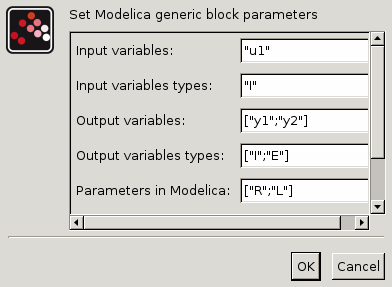 Set Modelica generic block parameters
Input variables: "u1"
Input variables types: "I"
Output variables: ["y1";"y2"]
Output variables types: ["I";"E"]
Parameters in Modelica: ["R";"L"]
OK Cancel